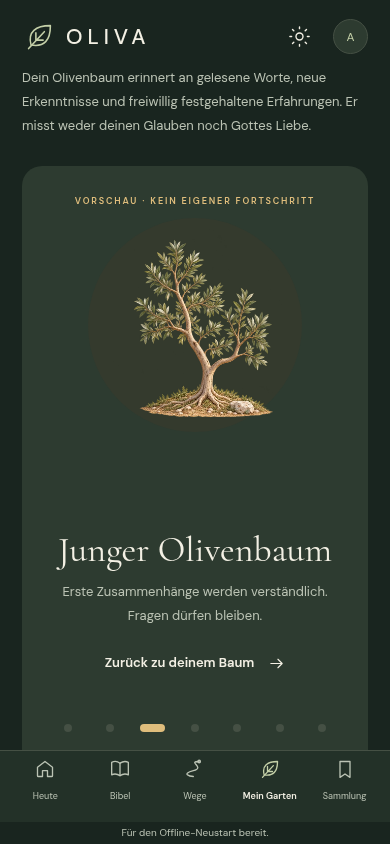 OLIVA
A
Dein Olivenbaum erinnert an gelesene Worte, neue
Erkenntnisse und freiwillig festgehaltene Erfahrungen. Er
misst weder deinen Glauben noch Gottes Liebe.
VORSCHAU · KEIN EIGENER FORTSCHRITT
Junger Olivenbaum
Erste Zusammenhänge werden verständlich.
Fragen dürfen bleiben.
Zurück zu deinem Baum →
Heute
Bibel
Wege
Mein Garten
Sammlung
Für den Offline-Neustart bereit.